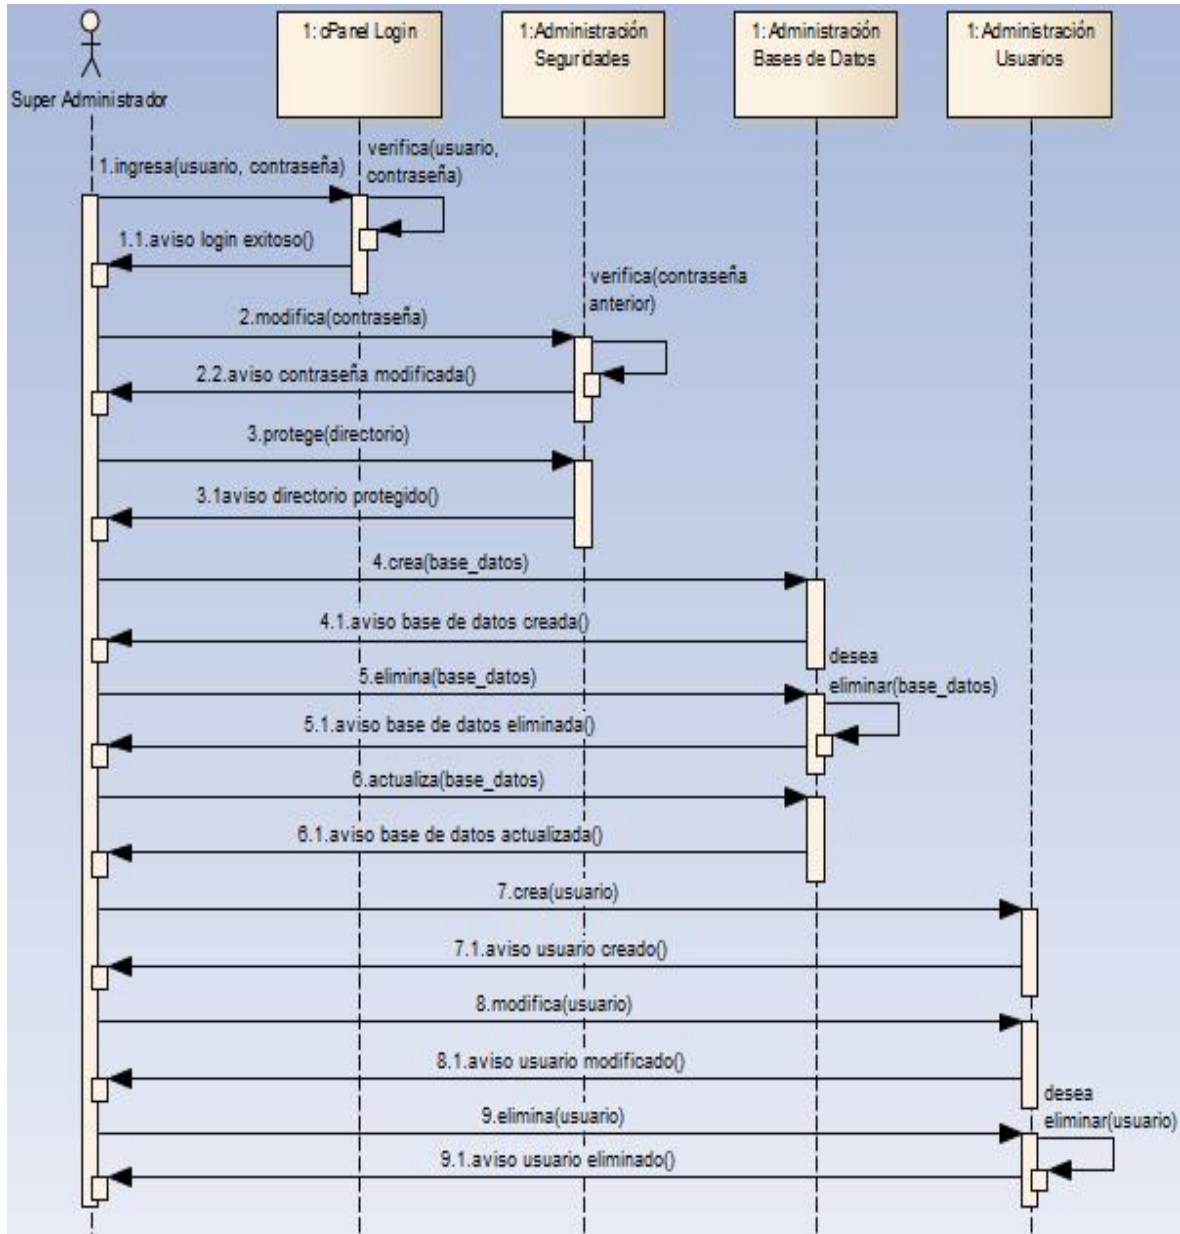 1: cPanel Login
1:Administración
Seguridades
1:Administración
Bases de Datos
1:Administración
Usuarios
Super Administrador
1.ingresa(usuario, contraseña)
verifica(usuario,
contraseña)
1.1.aviso login exitoso()
verifica(contraseña
anterior)
2.modifica(contraseña)
2.2.aviso contraseña modificada()
3.protege(directorio)
3.1aviso directorio protegido()
4.crea(base_datos)
4.1.aviso base de datos creada()
desea
eliminar(base_datos)
5.elimina(base_datos)
5.1.aviso base de datos eliminada()
6.actualiza(base_datos)
6.1.aviso base de datos actualizada()
7.crea(usuario)
7.1.aviso usuario creado()
8.modifica(usuario)
8.1.aviso usuario modificado()
desea
eliminar(usuario)
9.elimina(usuario)
9.1.aviso usuario eliminado()